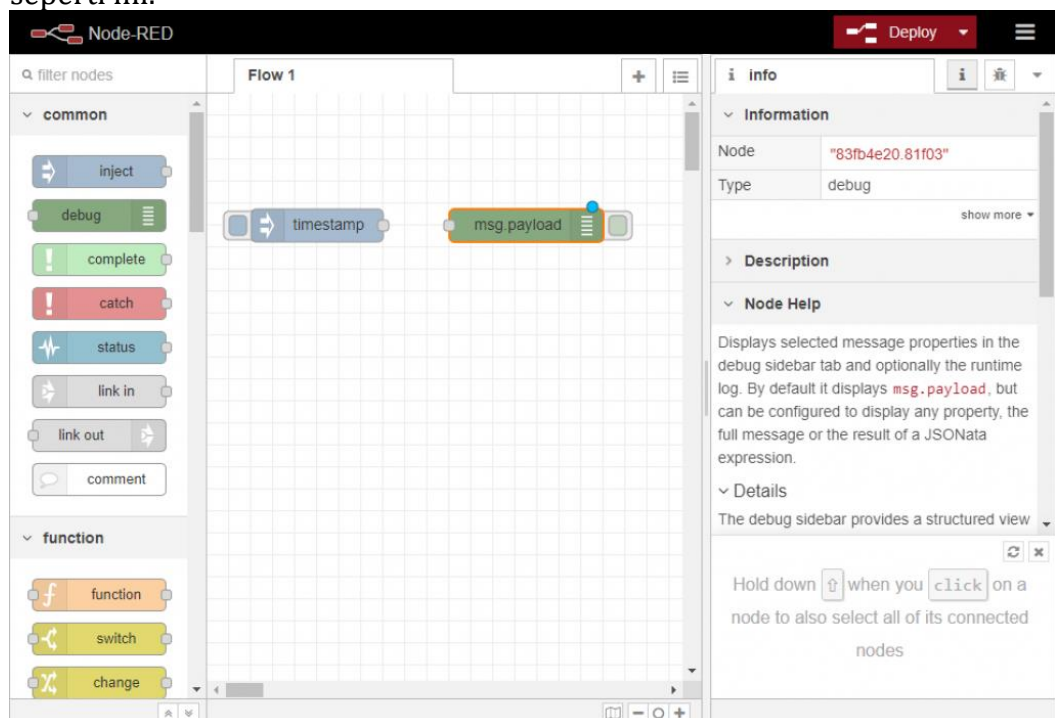 seperti ini.
Node-RED
Deploy
filter nodes
Flow 1
i info
i
common
inject
debug
complete
catch
status
link in
link out
comment
function
function
switch
change
timestamp
msg.payload
Information
Node "83fb4e20.81f03"
Type debug
show more
Description
Node Help
Displays selected message properties in the
debug sidebar tab and optionally the runtime
log. By default it displays msg.payload, but
can be configured to display any property, the
full message or the result of a JSONata
expression.
Details
The debug sidebar provides a structured view
Hold down ⇧ when you click on a
node to also select all of its connected
nodes